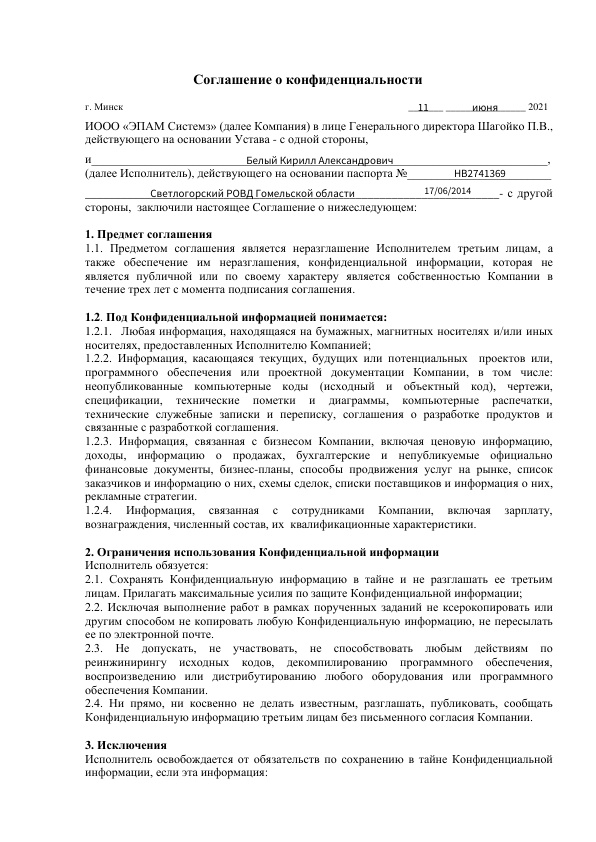 Соглашение о конфиденциальности
г. Минск 11 июня 2021
ИООО «ЭПАМ Системз» (далее Компания) в лице Генерального директора Шагойко П.В.,
действующего на основании Устава - с одной стороны,
и Белый Кирилл Александрович ,
(далее Исполнитель), действующего на основании паспорта № НВ2741369
Светлогорский РОВД Гомельской области 17/06/2014 - с другой
стороны, заключили настоящее Соглашение о нижеследующем:
1. Предмет соглашения
1.1. Предметом соглашения является неразглашение Исполнителем третьим лицам, а
также обеспечение им неразглашения, конфиденциальной информации, которая не
является публичной или по своему характеру является собственностью Компании в
течение трех лет с момента подписания соглашения.
1.2. Под Конфиденциальной информацией понимается:
1.2.1. Любая информация, находящаяся на бумажных, магнитных носителях и/или иных
носителях, предоставленных Исполнителю Компанией;
1.2.2. Информация, касающаяся текущих, будущих или потенциальных проектов или,
программного обеспечения или проектной документации Компании, в том числе:
неопубликованные компьютерные коды (исходный и объектный код), чертежи,
спецификации, технические пометки и диаграммы, компьютерные распечатки,
технические служебные записки и переписку, соглашения о разработке продуктов и
связанные с разработкой соглашения.
1.2.3. Информация, связанная с бизнесом Компании, включая ценовую информацию,
доходы, информацию о продажах, бухгалтерские и непубликуемые официально
финансовые документы, бизнес-планы, способы продвижения услуг на рынке, список
заказчиков и информацию о них, схемы сделок, списки поставщиков и информация о них,
рекламные стратегии.
1.2.4. Информация, связанная с сотрудниками Компании, включая зарплату,
вознаграждения, численный состав, их квалификационные характеристики.
2. Ограничения использования Конфиденциальной информации
Исполнитель обязуется:
2.1. Сохранять Конфиденциальную информацию в тайне и не разглашать ее третьим
лицам. Прилагать максимальные усилия по защите Конфиденциальной информации;
2.2. Исключая выполнение работ в рамках порученных заданий не ксерокопировать или
другим способом не копировать любую Конфиденциальную информацию, не пересылать
ее по электронной почте.
2.3. Не допускать, не участвовать, не способствовать любым действиям по
реинжинирингу исходных кодов, декомпилированию программного обеспечения,
воспроизведению или дистрибутированию любого оборудования или программного
обеспечения Компании.
2.4. Ни прямо, ни косвенно не делать известным, разглашать, публиковать, сообщать
Конфиденциальную информацию третьим лицам без письменного согласия Компании.
3. Исключения
Исполнитель освобождается от обязательств по сохранению в тайне Конфиденциальной
информации, если эта информация: